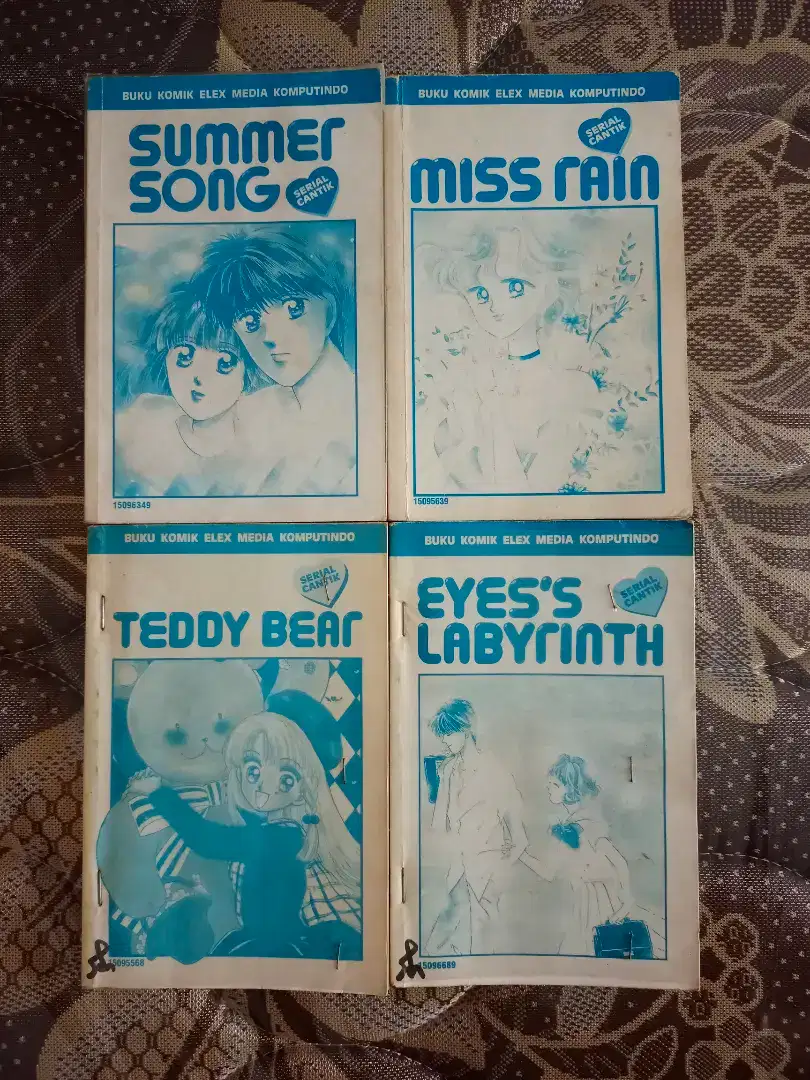 BUKU KOMIK ELEX MEDIA KOMPUTINDO
SUMMER
SONG
SERIAL
CANTIK
15096349
BUKU KOMIK ELEX MEDIA KOMPUTINDO
SERIAL
CANTIK
MISS RAIN
15095639
BUKU KOMIK ELEX MEDIA KOMPUTINDO
SERIAL
CANTIK
TEDDY BEAR
15095568
BUKU KOMIK ELEX MEDIA KOMPUTINDO
EYES'S
LABYRINTH
SERIAL
CANTIK
15096689